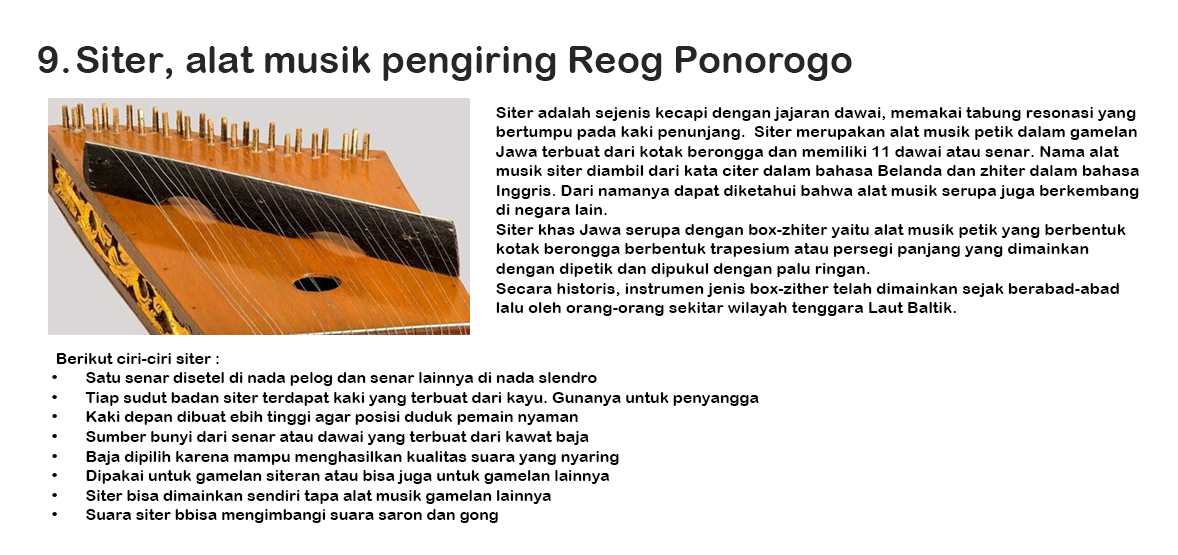 9. Siter, alat musik pengiring Reog Ponorogo
Siter adalah sejenis kecapi dengan jajaran dawai, memakai tabung resonasi yang
bertumpu pada kaki penunjang.  Siter merupakan alat musik petik dalam gamelan
Jawa terbuat dari kotak berongga dan memiliki 11 dawai atau senar. Nama alat
musik siter diambil dari kata citer dalam bahasa Belanda dan zhiter dalam bahasa
Inggris. Dari namanya dapat diketahui bahwa alat musik serupa juga berkembang
di negara lain.
Siter khas Jawa serupa dengan box-zhiter yaitu alat musik petik yang berbentuk
kotak berongga berbentuk trapesium atau persegi panjang yang dimainkan
dengan dipetik dan dipukul dengan palu ringan.
Secara historis, instrumen jenis box-zither telah dimainkan sejak berabad-abad
lalu oleh orang-orang sekitar wilayah tenggara Laut Baltik.
Berikut ciri-ciri siter :
• Satu senar disetel di nada pelog dan senar lainnya di nada slendro
• Tiap sudut badan siter terdapat kaki yang terbuat dari kayu. Gunanya untuk penyangga
• Kaki depan dibuat ebih tinggi agar posisi duduk pemain nyaman
• Sumber bunyi dari senar atau dawai yang terbuat dari kawat baja
• Baja dipilih karena mampu menghasilkan kualitas suara yang nyaring
• Dipakai untuk gamelan siteran atau bisa juga untuk gamelan lainnya
• Siter bisa dimainkan sendiri tapa alat musik gamelan lainnya
• Suara siter bbisa mengimbangi suara saron dan gong